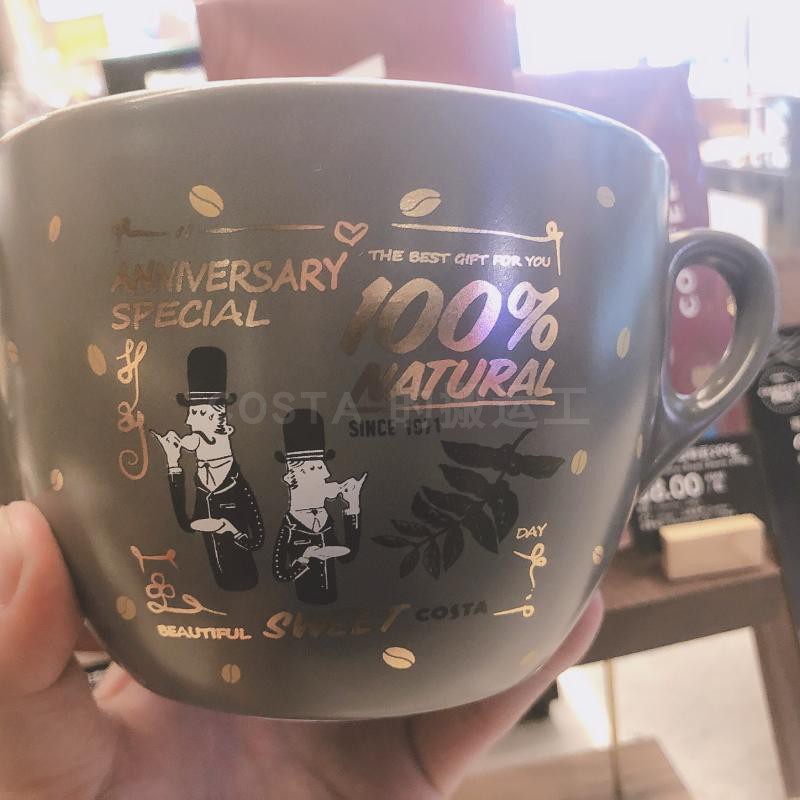 ANNIVERSARY
SPECIAL
THE BEST GIFT FOR YOU
100%
NATURAL
COSTA 的搬运工
SINCE 1971
DAY
BEAUTIFUL SWEET COSTA